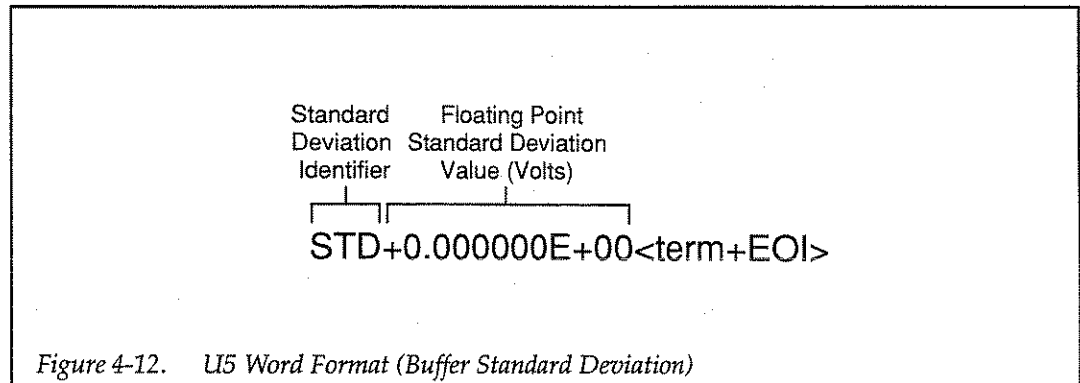 Standard Deviation Identifier
Floating Point Standard Deviation Value (Volts)
STD+0.000000E+00<term+EOI>
Figure 4-12. U5 Word Format (Buffer Standard Deviation)